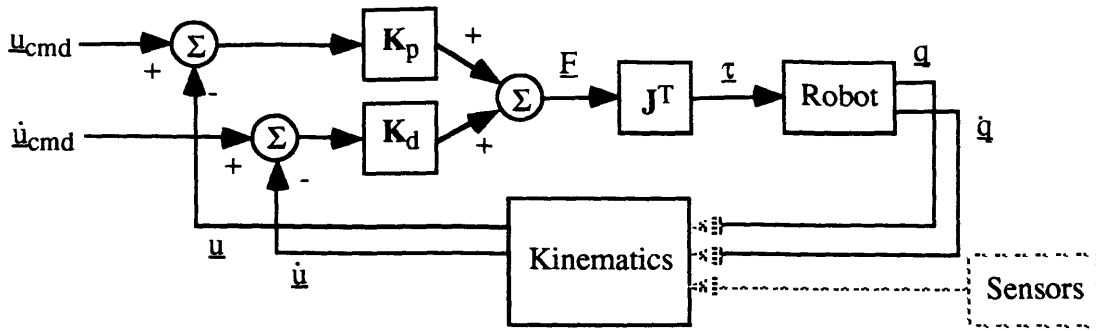 u_cmd
+
-
Σ
K_p
+
Σ
F
J^T
τ
Robot
q
q̇
u̇_cmd
+
-
Σ
K_d
+
u
u̇
Kinematics
Sensors